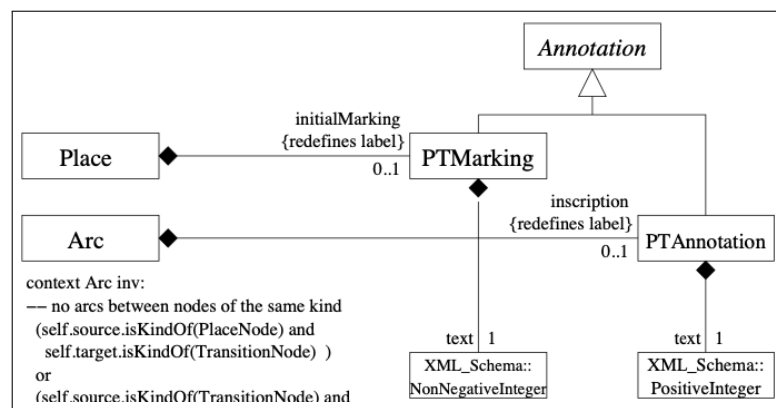 Annotation
initialMarking
{redefines label}
Place
PTMarking
0..1
inscription
{redefines label}
Arc
PTAnnotation
0..1
context Arc inv:
−− no arcs between nodes of the same kind
(self.source.isKindOf(PlaceNode) and
self.target.isKindOf(TransitionNode) )
or
(self.source.isKindOf(TransitionNode) and
text 1
XML_Schema::
NonNegativeInteger
text 1
XML_Schema::
PositiveInteger